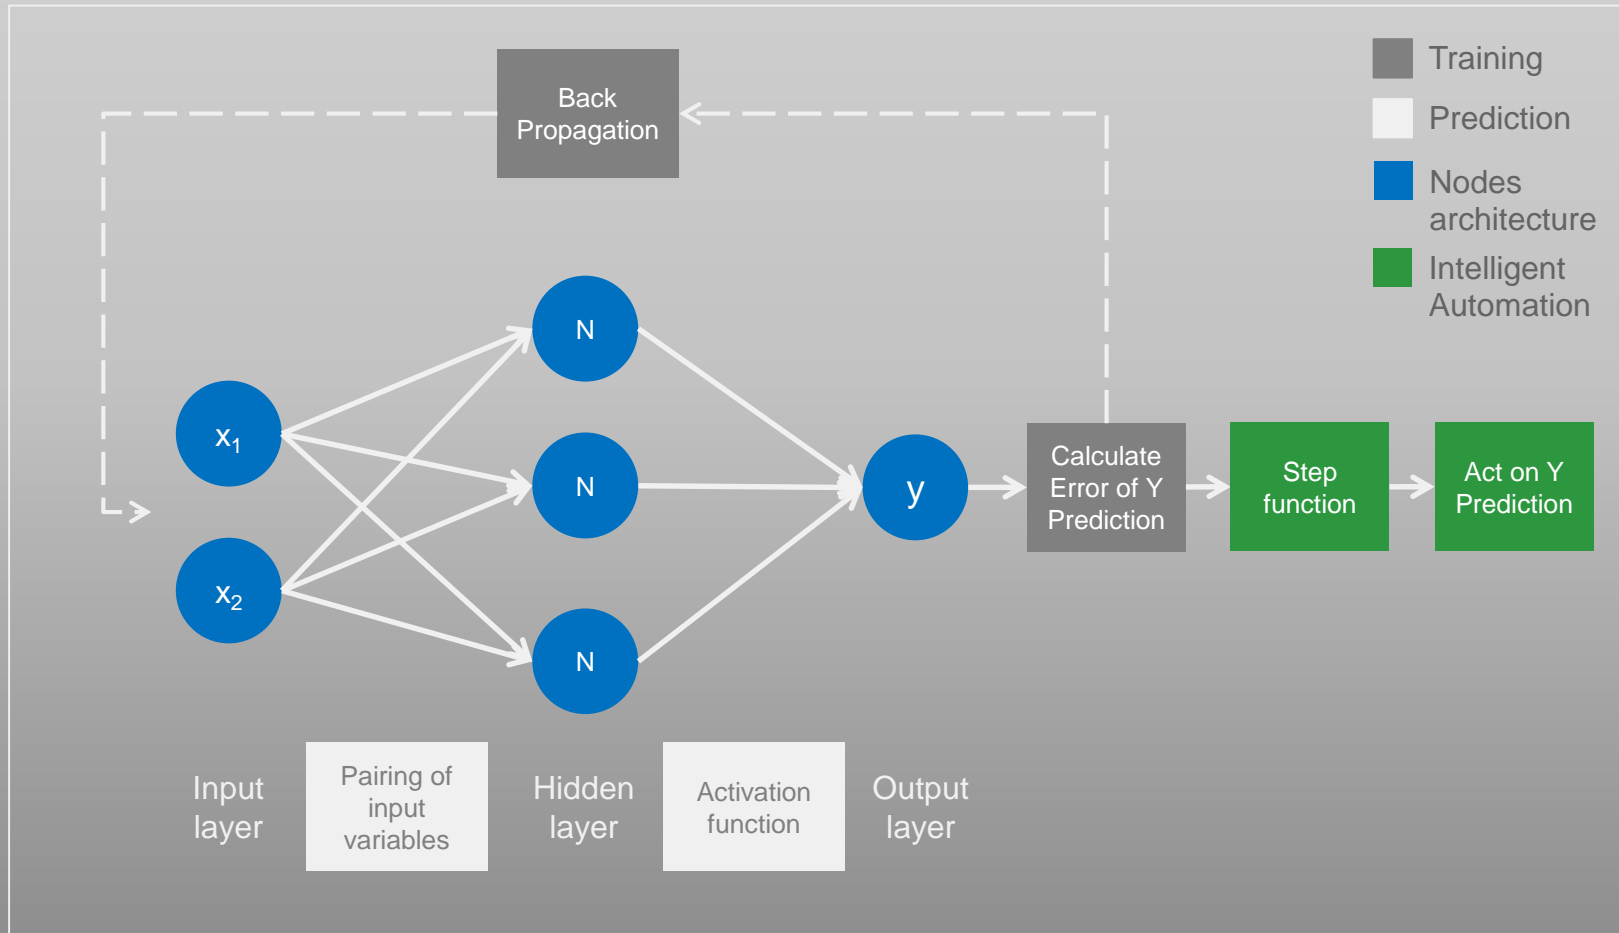 Back
Propagation
Training
Prediction
Nodes
architecture
Intelligent
Automation
N
x1
N
x2
N
y
Calculate
Error of Y
Prediction
Step
function
Act on Y
Prediction
Input
layer
Pairing of
input
variables
Hidden
layer
Activation
function
Output
layer